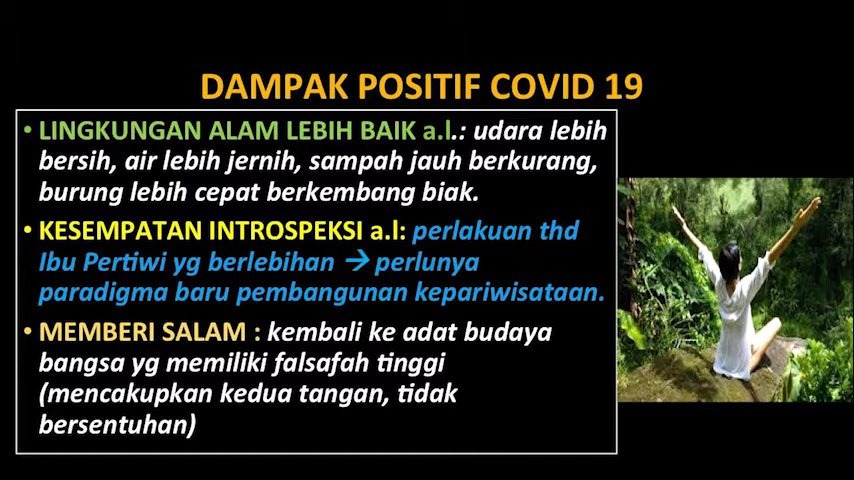 DAMPAK POSITIF COVID 19
• LINGKUNGAN ALAM LEBIH BAIK a.l.: udara lebih
bersih, air lebih jernih, sampah jauh berkurang,
burung lebih cepat berkembang biak.
• KESEMPATAN INTROSPEKSI a.l: perlakuan thd
Ibu Pertiwi yg berlebihan → perlunya
paradigma baru pembangunan kepariwisataan.
• MEMBERI SALAM : kembali ke adat budaya
bangsa yg memiliki falsafah tinggi
(mencakupkan kedua tangan, tidak
bersentuhan)